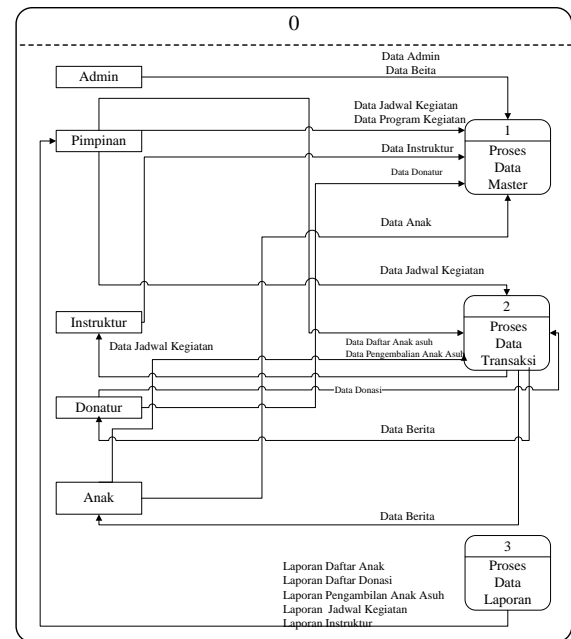 0
Data Admin
Data Beita
Admin
Data Jadwal Kegiatan
Data Program Kegiatan
Pimpinan
1
Proses
Data
Master
Data Instruktur
Data Donatur
Data Anak
Data Jadwal Kegiatan
2
Proses
Data
Transaksi
Instruktur
Data Jadwal Kegiatan
Data Daftar Anak asuh
Data Pengembalian Anak Asuh
Data Donasi
Donatur
Data Berita
Anak
Data Berita
3
Proses
Data
Laporan
Laporan Daftar Anak
Laporan Daftar Donasi
Laporan Pengambilan Anak Asuh
Laporan Jadwal Kegiatan
Laporan Instruktur